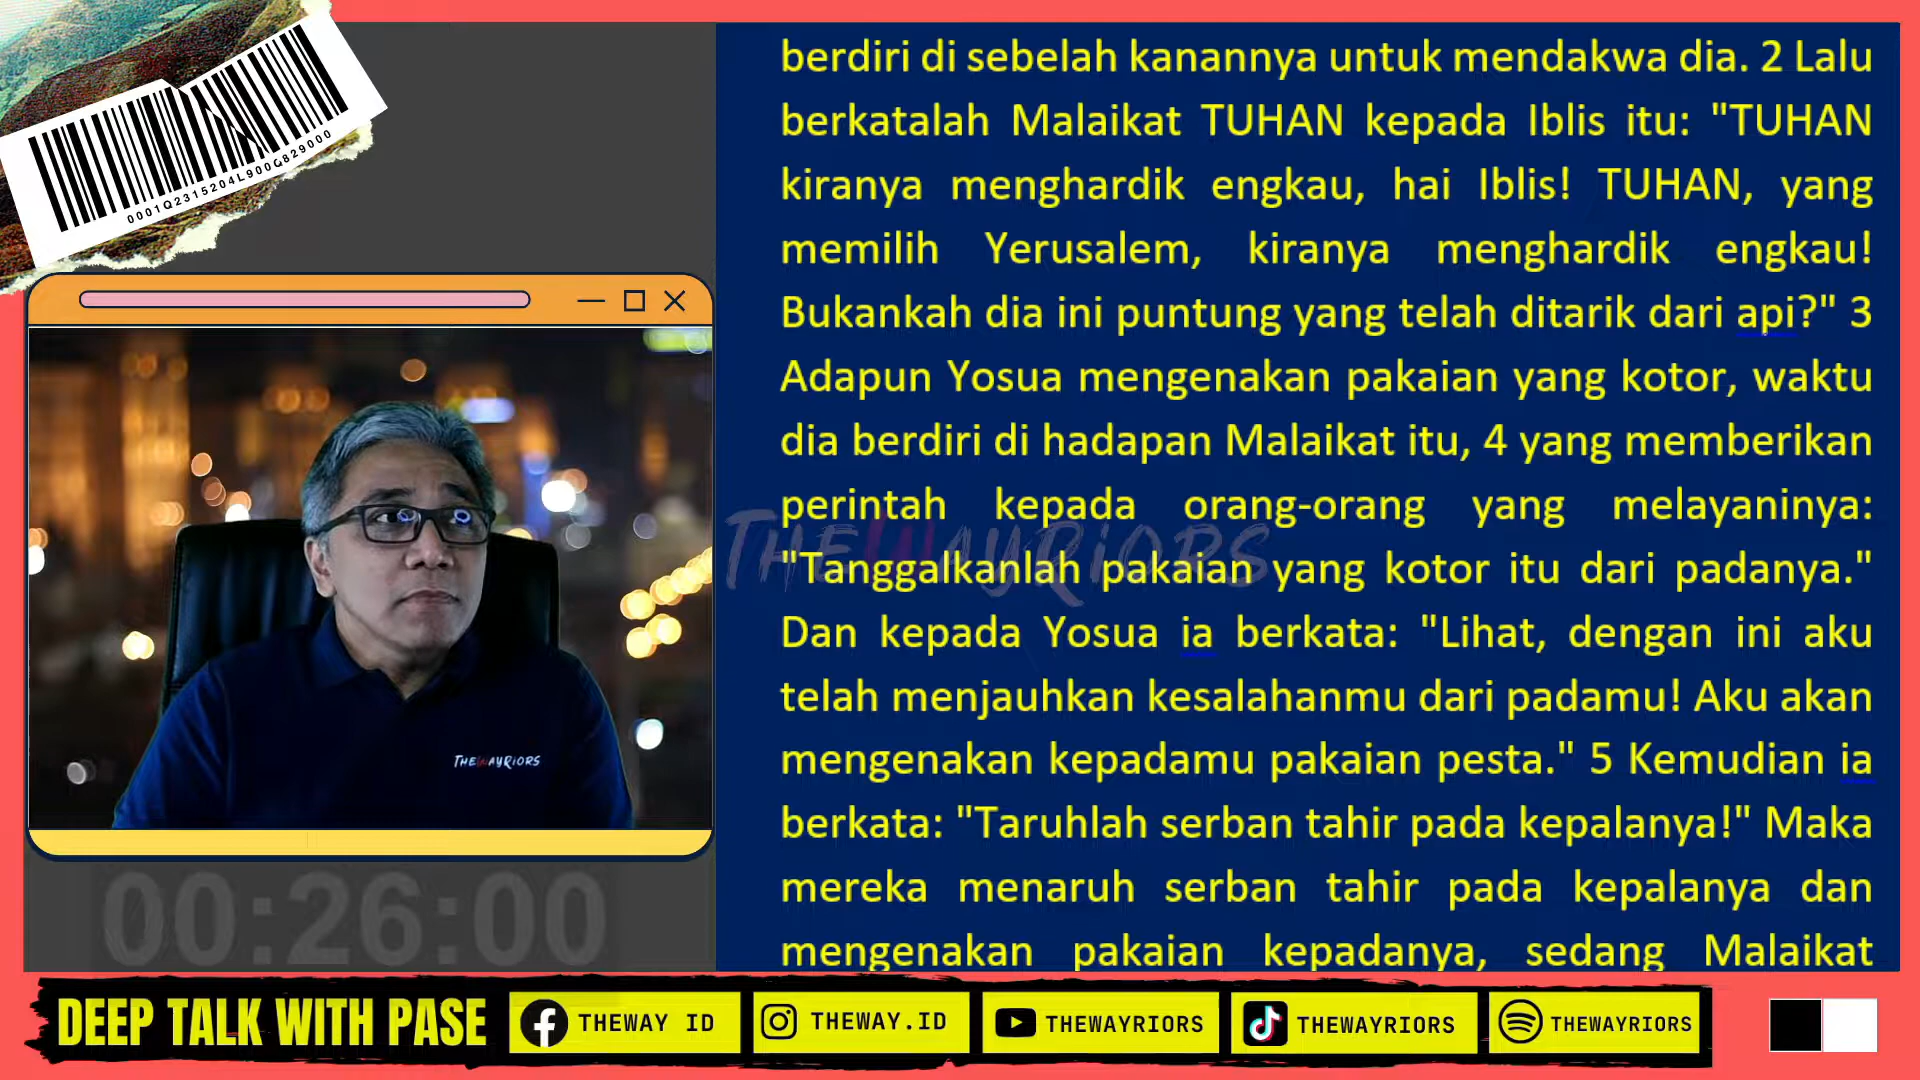 0001Q2315204L900G829000
berdiri di sebelah kanannya untuk mendakwa dia. 2 Lalu
berkatalah Malaikat TUHAN kepada Iblis itu: "TUHAN
kiranya menghardik engkau, hai Iblis! TUHAN, yang
memilih Yerusalem, kiranya menghardik engkau!
Bukankah dia ini puntung yang telah ditarik dari api?" 3
Adapun Yosua mengenakan pakaian yang kotor, waktu
dia berdiri di hadapan Malaikat itu, 4 yang memberikan
perintah kepada orang-orang yang melayaninya:
"Tanggalkanlah pakaian yang kotor itu dari padanya."
Dan kepada Yosua ia berkata: "Lihat, dengan ini aku
telah menjauhkan kesalahanmu dari padamu! Aku akan
mengenakan kepadamu pakaian pesta." 5 Kemudian ia
berkata: "Taruhlah serban tahir pada kepalanya!" Maka
mereka menaruh serban tahir pada kepalanya dan
mengenakan pakaian kepadanya, sedang Malaikat
THEWAYRIORS
THEWAYRIORS
00:26:00
DEEP TALK WITH PASE
THEWAY ID
THEWAY.ID
THEWAYRIORS
THEWAYRIORS
THEWAYRIORS